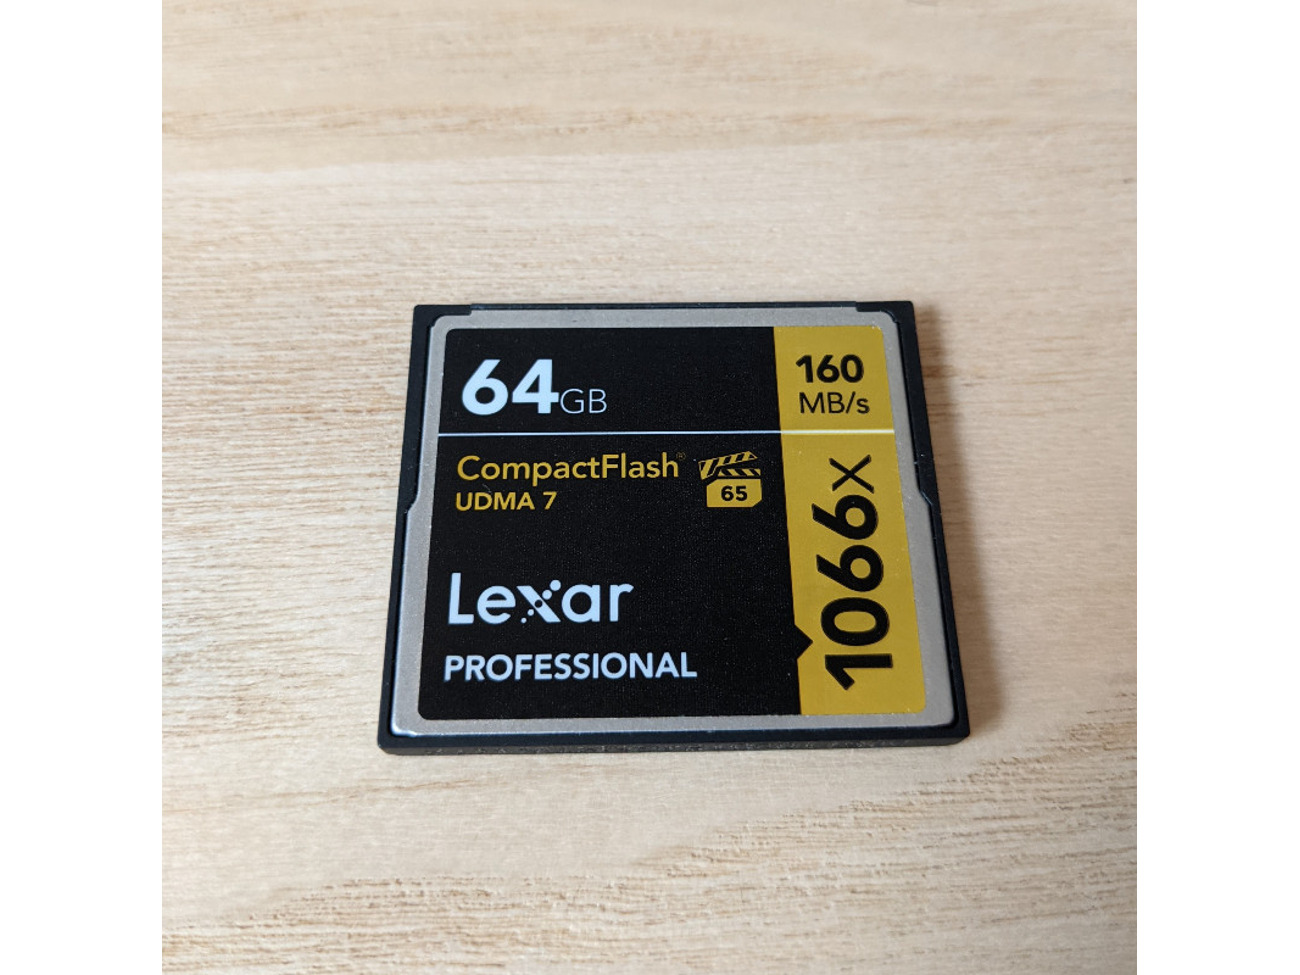 64GB
160
MB/s
CompactFlash®
UDMA 7
65
1066x
Lexar
PROFESSIONAL